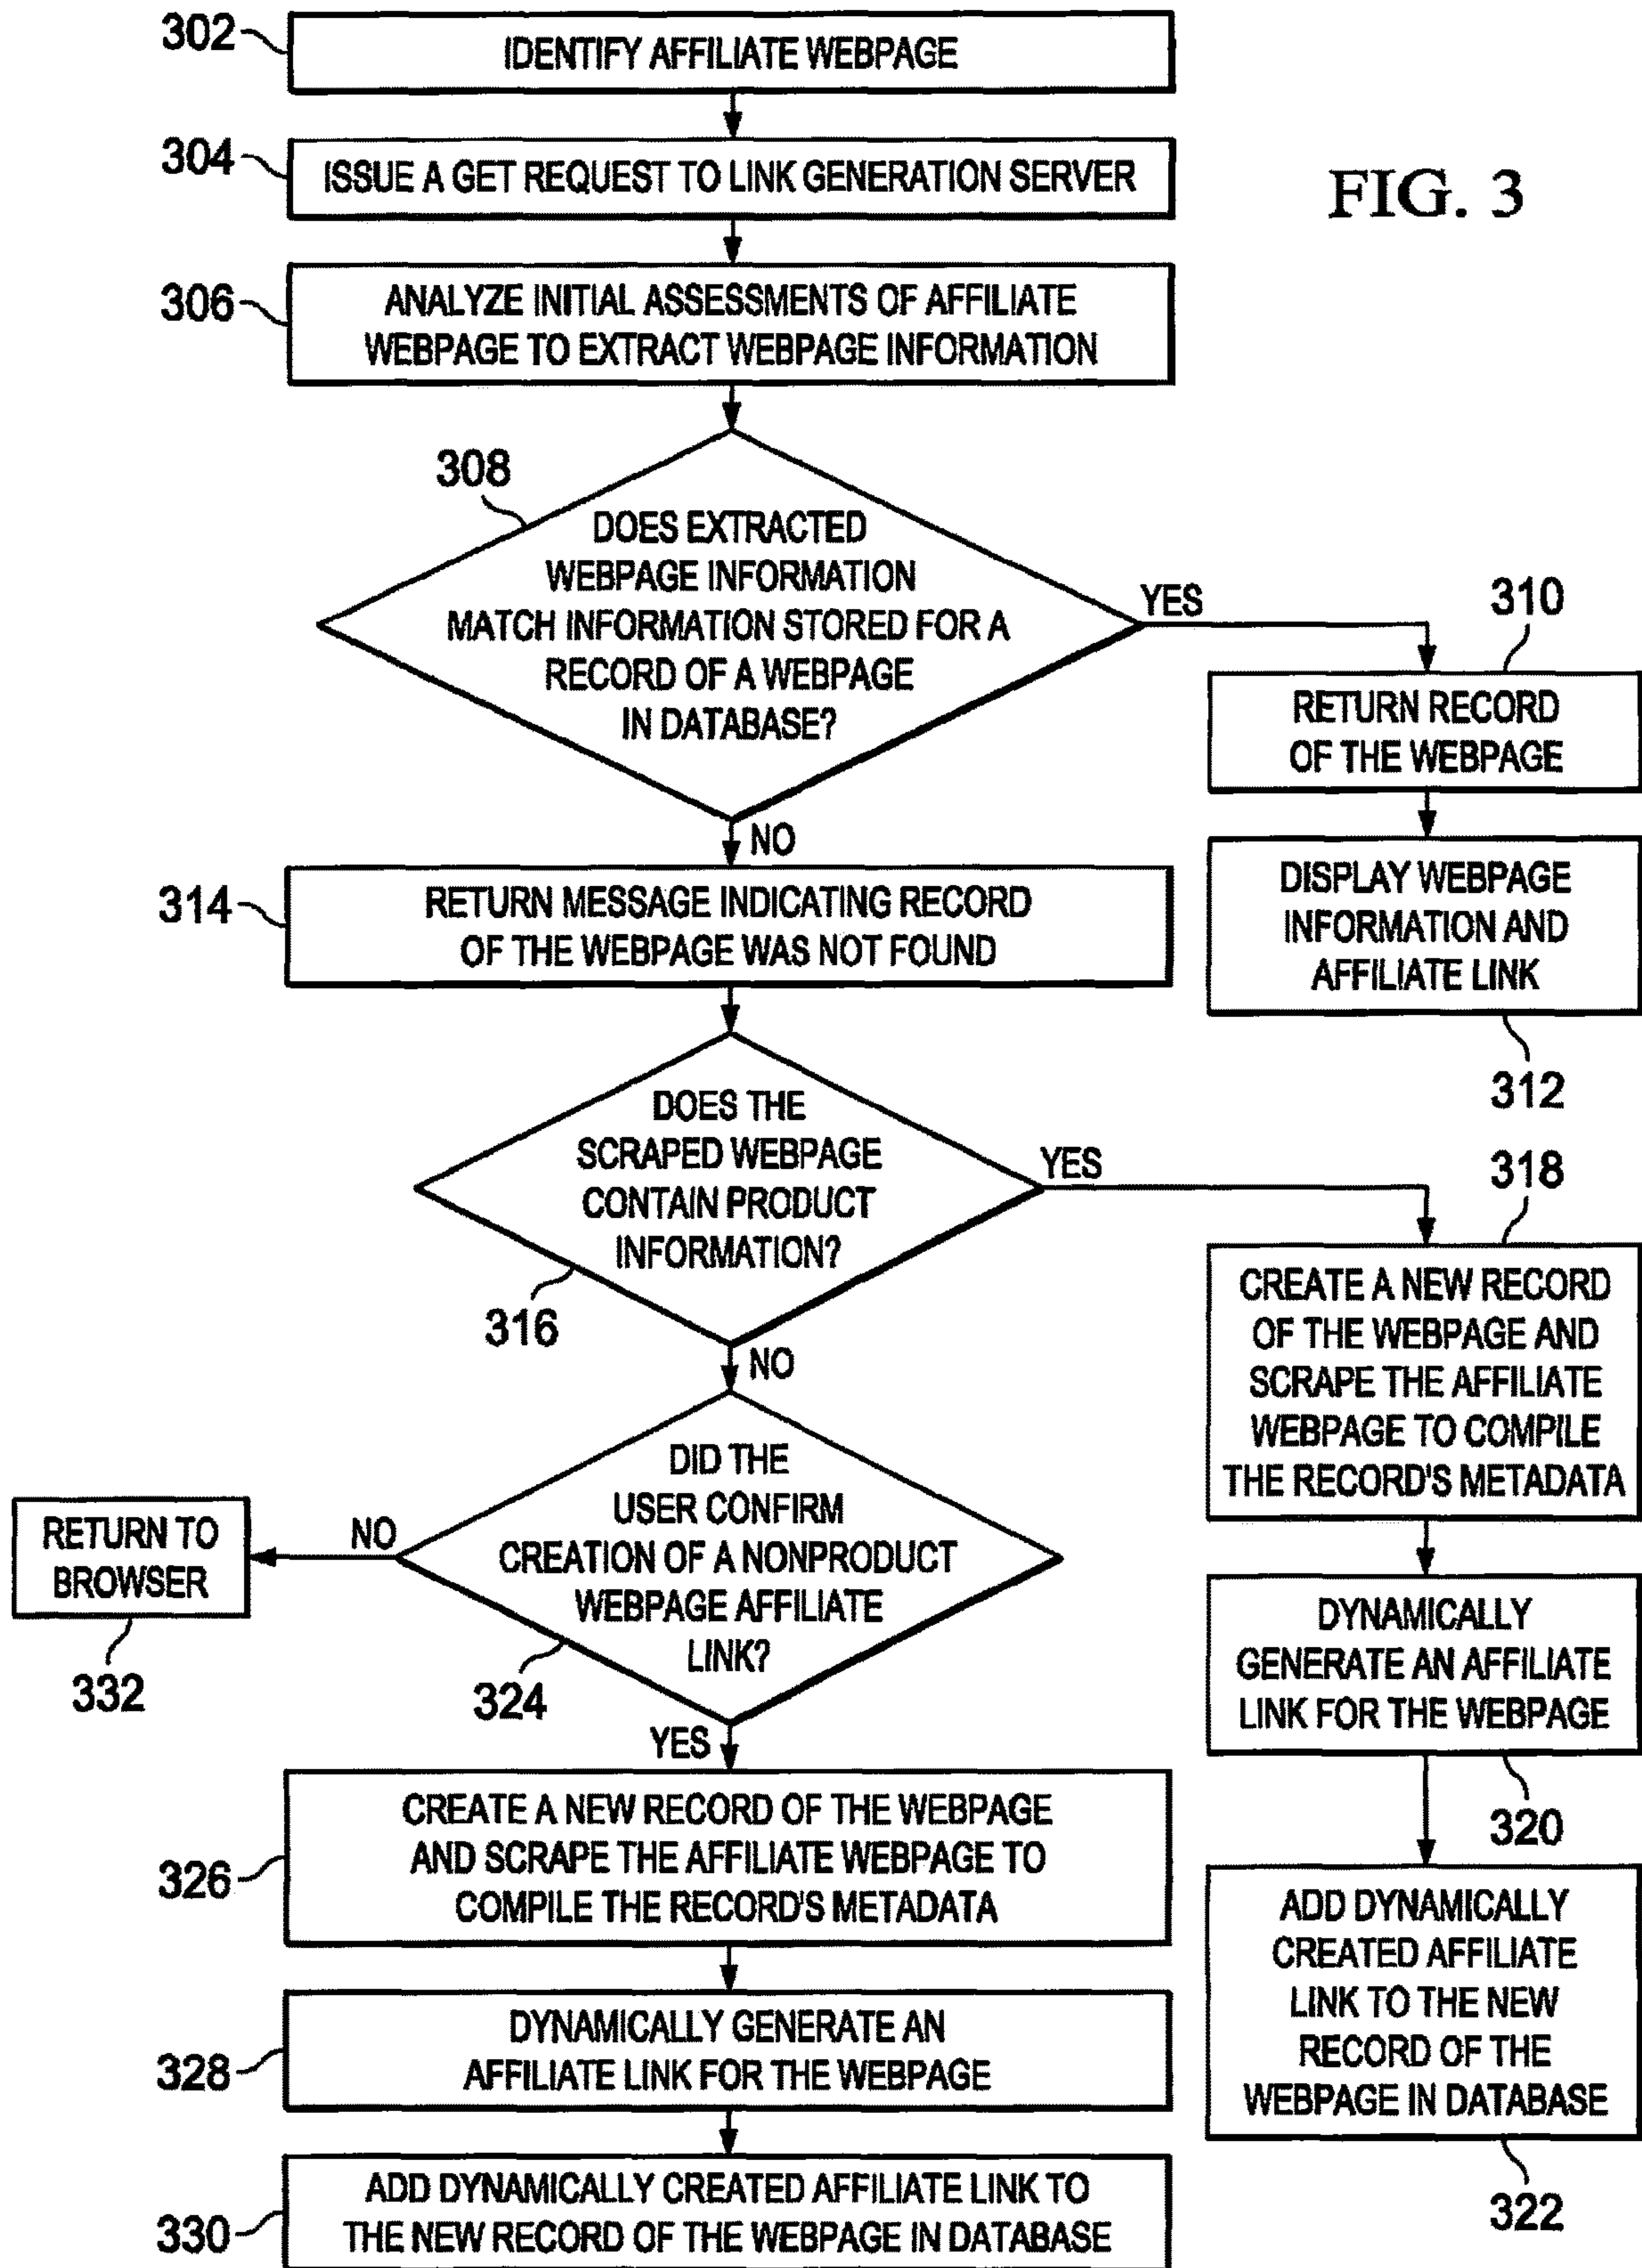 302
IDENTIFY AFFILIATE WEBPAGE
304
ISSUE A GET REQUEST TO LINK GENERATION SERVER
FIG. 3
306
ANALYZE INITIAL ASSESSMENTS OF AFFILIATE
WEBPAGE TO EXTRACT WEBPAGE INFORMATION
308
DOES EXTRACTED
WEBPAGE INFORMATION
MATCH INFORMATION STORED FOR A
RECORD OF A WEBPAGE
IN DATABASE?
YES
310
RETURN RECORD
OF THE WEBPAGE
DISPLAY WEBPAGE
INFORMATION AND
AFFILIATE LINK
312
NO
314
RETURN MESSAGE INDICATING RECORD
OF THE WEBPAGE WAS NOT FOUND
DOES THE
SCRAPED WEBPAGE
CONTAIN PRODUCT
INFORMATION?
316
YES
318
CREATE A NEW RECORD
OF THE WEBPAGE AND
SCRAPE THE AFFILIATE
WEBPAGE TO COMPILE
THE RECORD'S METADATA
DYNAMICALLY
GENERATE AN AFFILIATE
LINK FOR THE WEBPAGE
320
ADD DYNAMICALLY
CREATED AFFILIATE
LINK TO THE NEW
RECORD OF THE
WEBPAGE IN DATABASE
322
NO
DID THE
USER CONFIRM
CREATION OF A NONPRODUCT
WEBPAGE AFFILIATE
LINK?
324
NO
RETURN TO
BROWSER
332
YES
326
CREATE A NEW RECORD OF THE WEBPAGE
AND SCRAPE THE AFFILIATE WEBPAGE TO
COMPILE THE RECORD'S METADATA
328
DYNAMICALLY GENERATE AN
AFFILIATE LINK FOR THE WEBPAGE
330
ADD DYNAMICALLY CREATED AFFILIATE LINK TO
THE NEW RECORD OF THE WEBPAGE IN DATABASE